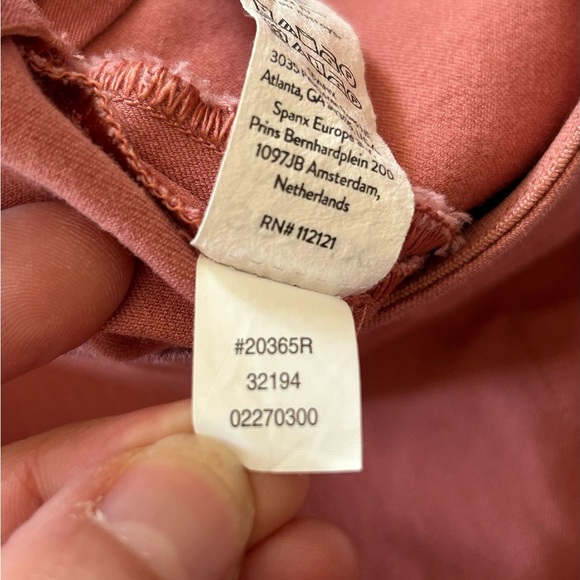 Atlanta, GA
Spanx Europe
Prins Bernhardplein 200
1097JB Amsterdam,
Netherlands
RN# 112121
#20365R
32194
02270300